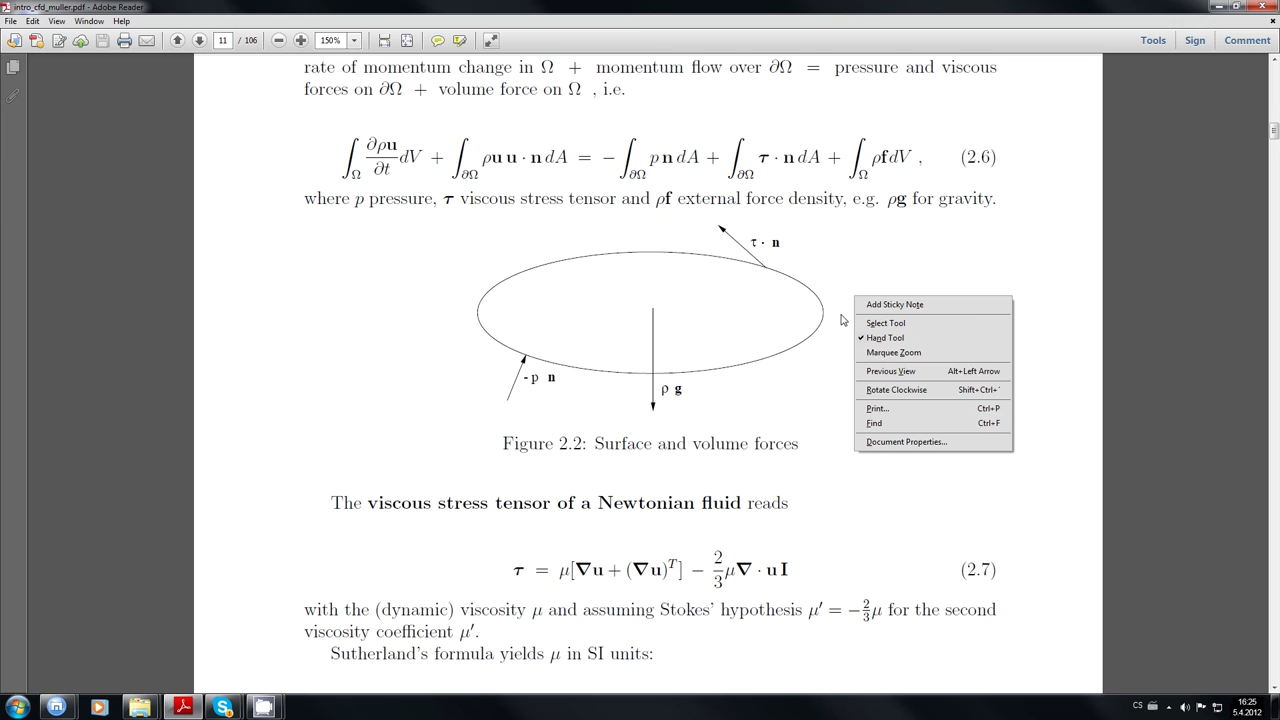 intro_cfd_muller.pdf - Adobe Reader
File Edit View Window Help
11 / 106 150% Tools Sign Comment
rate of momentum change in Ω + momentum flow over ∂Ω = pressure and viscous
forces on ∂Ω + volume force on Ω , i.e.
∫_Ω ∂ρu/∂t dV + ∫_∂Ω ρu u · n dA = − ∫_∂Ω p n dA + ∫_∂Ω τ · n dA + ∫_Ω ρf dV , (2.6)
where p pressure, τ viscous stress tensor and ρf external force density, e.g. ρg for gravity.
τ · n
- p n
ρ g
Add Sticky Note
Select Tool
Hand Tool
Marquee Zoom
Previous View Alt+Left Arrow
Rotate Clockwise Shift+Ctrl+'
Print... Ctrl+P
Find Ctrl+F
Document Properties...
Figure 2.2: Surface and volume forces
The viscous stress tensor of a Newtonian fluid reads
τ = μ[∇u + (∇u)^T] − 2/3 μ∇ · u I (2.7)
with the (dynamic) viscosity μ and assuming Stokes' hypothesis μ′ = −2/3 μ for the second
viscosity coefficient μ′.
Sutherland's formula yields μ in SI units:
CS
16:25
5.4.2012